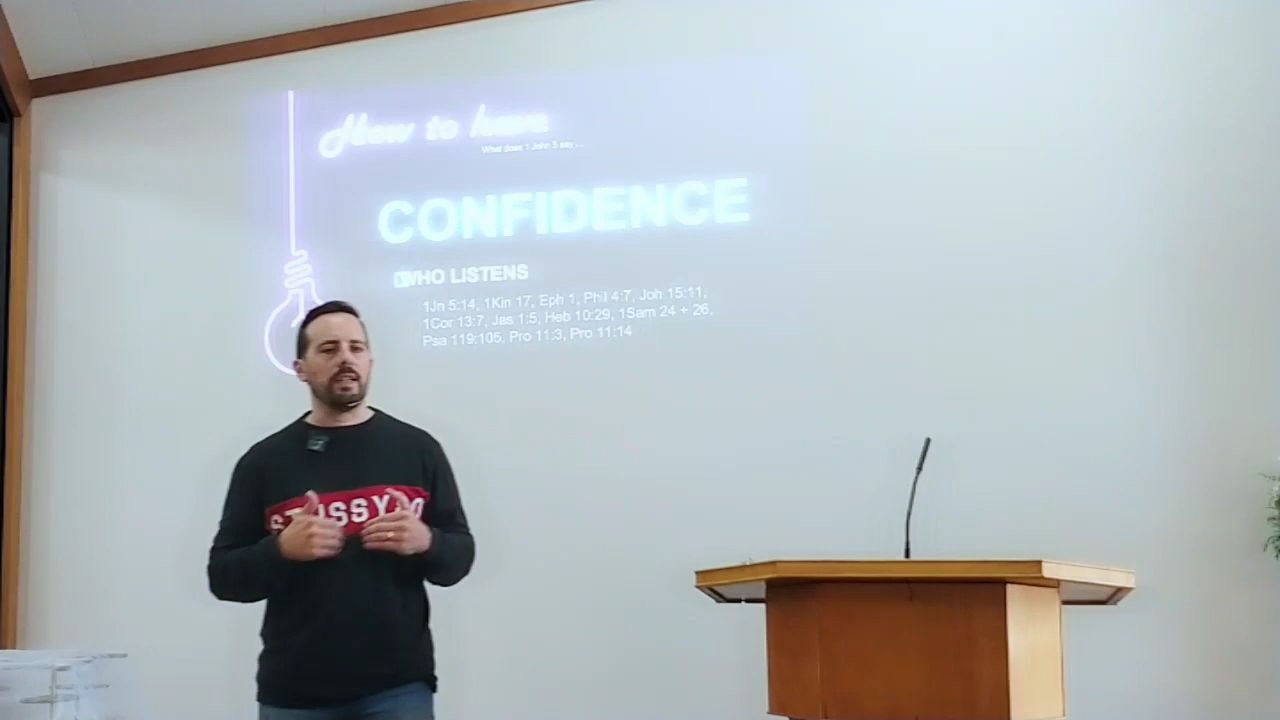 How to have
What does 1 John 5 say ...
CONFIDENCE
WHO LISTENS
1Jn 5:14, 1Kin 17, Eph 1, Phil 4:7, Joh 15:11,
1Cor 13:7, Jas 1:5, Heb 10:29, 1Sam 24 + 26,
Psa 119:105, Pro 11:3, Pro 11:14